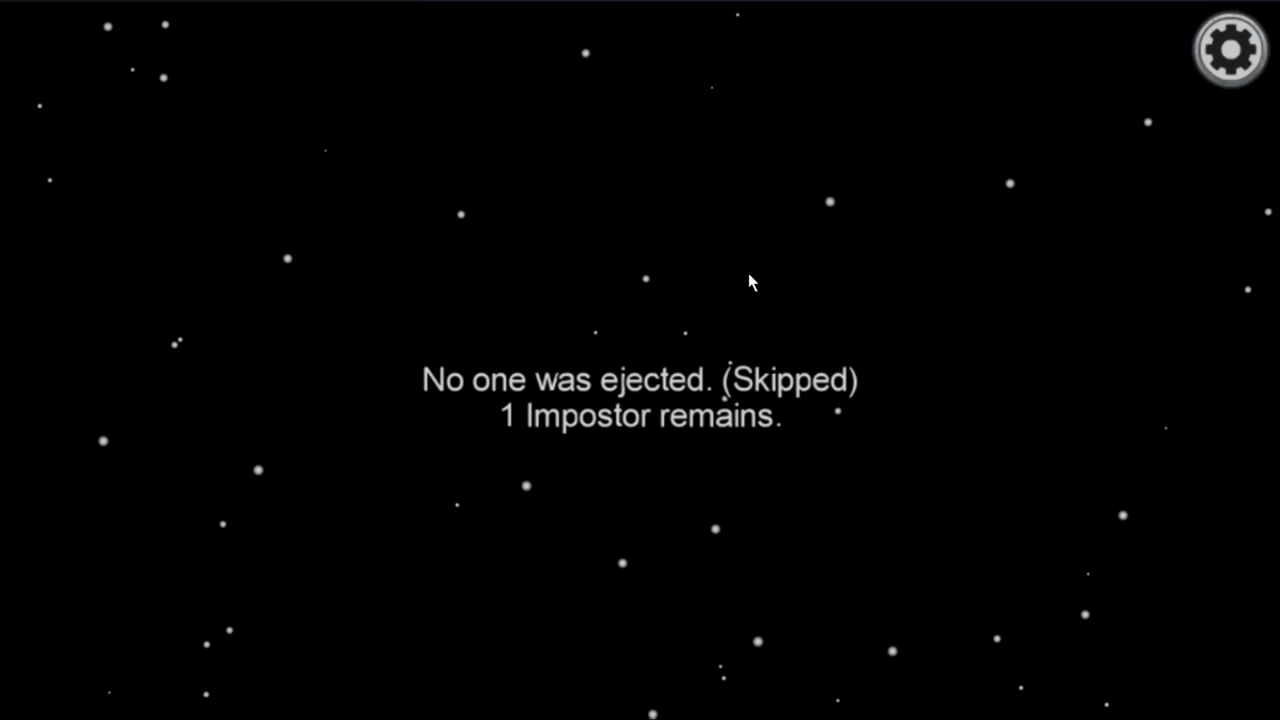 No one was ejected. (Skipped)
1 Impostor remains.